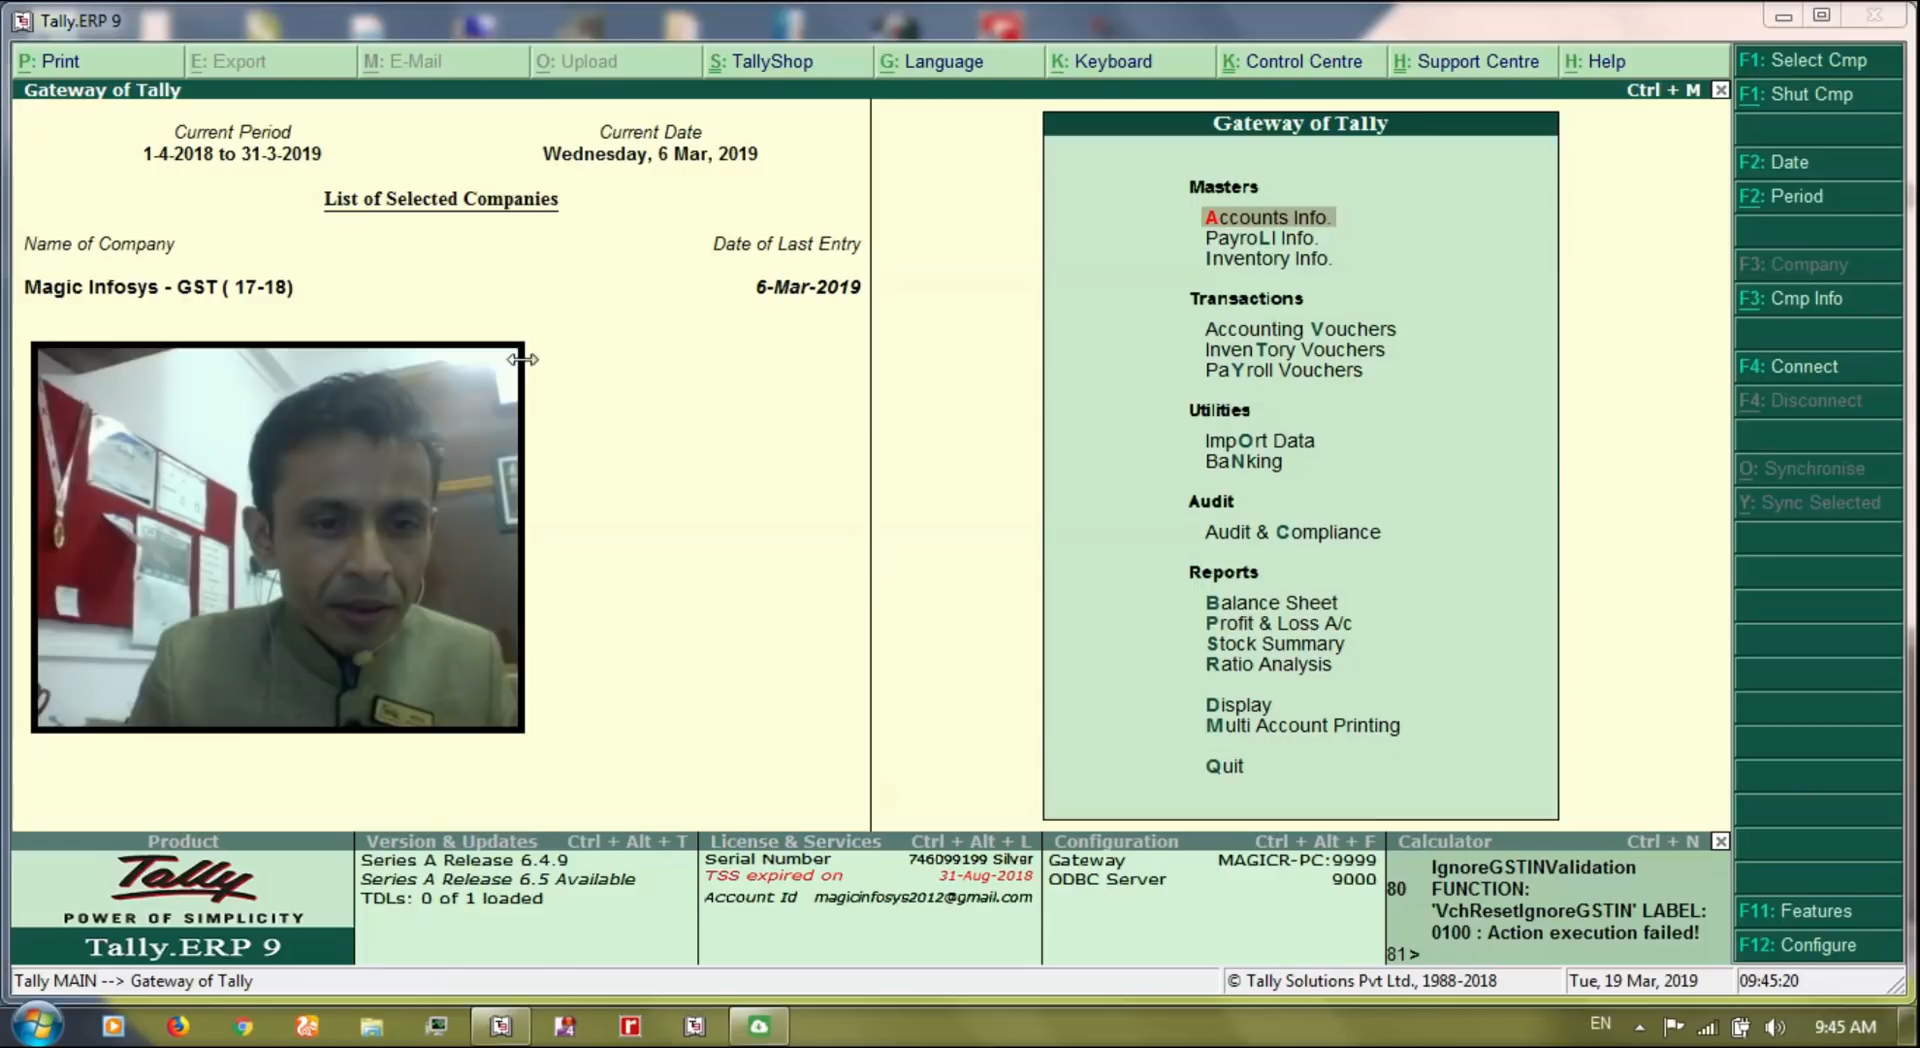 Tally.ERP 9
P: Print
E: Export
M: E-Mail
O: Upload
S: TallyShop
G: Language
K: Keyboard
K: Control Centre
H: Support Centre
H: Help
Gateway of Tally
Ctrl + M
Current Period
1-4-2018 to 31-3-2019
Current Date
Wednesday, 6 Mar, 2019
List of Selected Companies
Name of Company
Date of Last Entry
Magic Infosys - GST ( 17-18)
6-Mar-2019
Gateway of Tally
Masters
Accounts Info.
PayroLl Info.
Inventory Info.
Transactions
Accounting Vouchers
InvenTory Vouchers
PaYroll Vouchers
Utilities
ImpOrt Data
BaNking
Audit
Audit & Compliance
Reports
Balance Sheet
Profit & Loss A/c
Stock Summary
Ratio Analysis
Display
Multi Account Printing
Quit
F1: Select Cmp
F1: Shut Cmp
F2: Date
F2: Period
F3: Company
F3: Cmp Info
F4: Connect
F4: Disconnect
O: Synchronise
Y: Sync Selected
F11: Features
F12: Configure
Product
Tally
POWER OF SIMPLICITY
Tally.ERP 9
Version & Updates Ctrl + Alt + T
Series A Release 6.4.9
Series A Release 6.5 Available
TDLs: 0 of 1 loaded
License & Services Ctrl + Alt + L
Serial Number 746099199 Silver
TSS expired on 31-Aug-2018
Account Id magicinfosys2012@gmail.com
Configuration Ctrl + Alt + F
Gateway MAGICR-PC:9999
ODBC Server 9000
Calculator Ctrl + N
IgnoreGSTINValidation
80 FUNCTION:
'VchResetIgnoreGSTIN' LABEL:
0100 : Action execution failed!
81>
Tally MAIN --> Gateway of Tally
© Tally Solutions Pvt Ltd., 1988-2018
Tue, 19 Mar, 2019
09:45:20
EN
9:45 AM